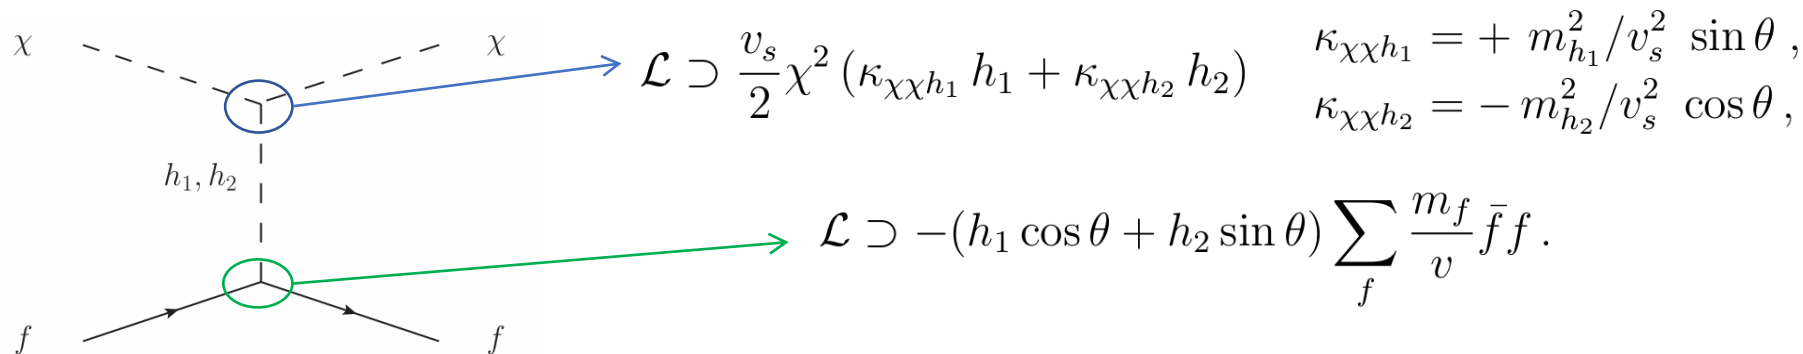 χ χ
h₁, h₂
f f
𝓛 ⊃ v_s/2 χ² (κ_{χχh₁} h₁ + κ_{χχh₂} h₂)
κ_{χχh₁} = + m²_{h₁}/v²_s sin θ ,
κ_{χχh₂} = − m²_{h₂}/v²_s cos θ ,
𝓛 ⊃ −(h₁ cos θ + h₂ sin θ) ∑_f m_f/v f̄f .